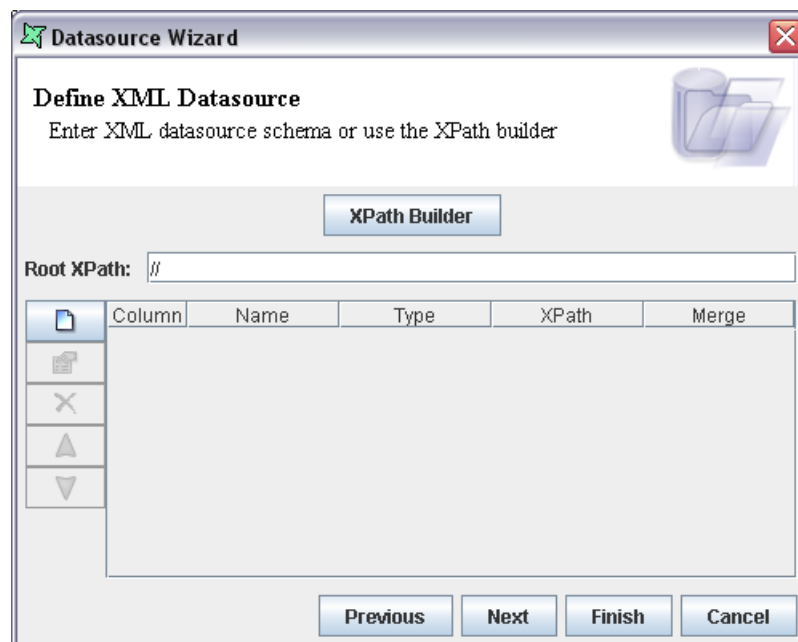 Datasource Wizard
Define XML Datasource
Enter XML datasource schema or use the XPath builder
XPath Builder
Root XPath: //
Column Name Type XPath Merge
Previous Next Finish Cancel